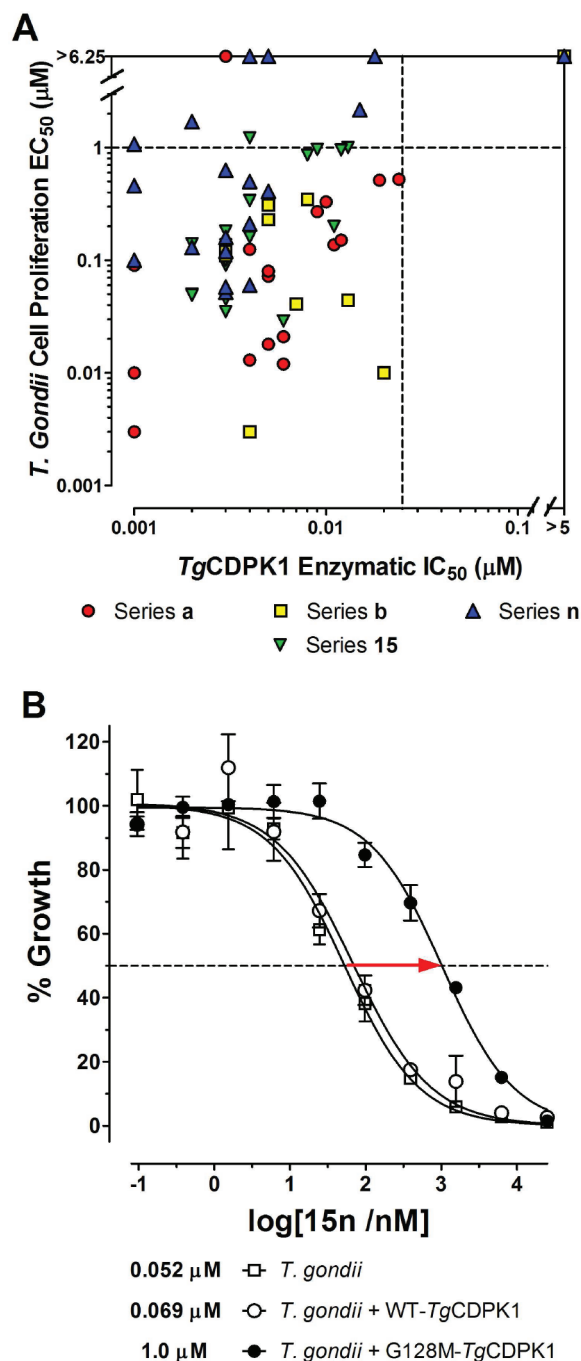 A
T. Gondii Cell Proliferation EC50 (μM)
>6.25
1
0.1
0.01
0.001
0.001
0.01
0.1
>5
TgCDPK1 Enzymatic IC50 (μM)
Series a
Series b
Series n
Series 15
B
% Growth
120
100
80
60
40
20
0
-1
0
1
2
3
4
log[15n /nM]
0.052 μM T. gondii
0.069 μM T. gondii + WT-TgCDPK1
1.0 μM T. gondii + G128M-TgCDPK1